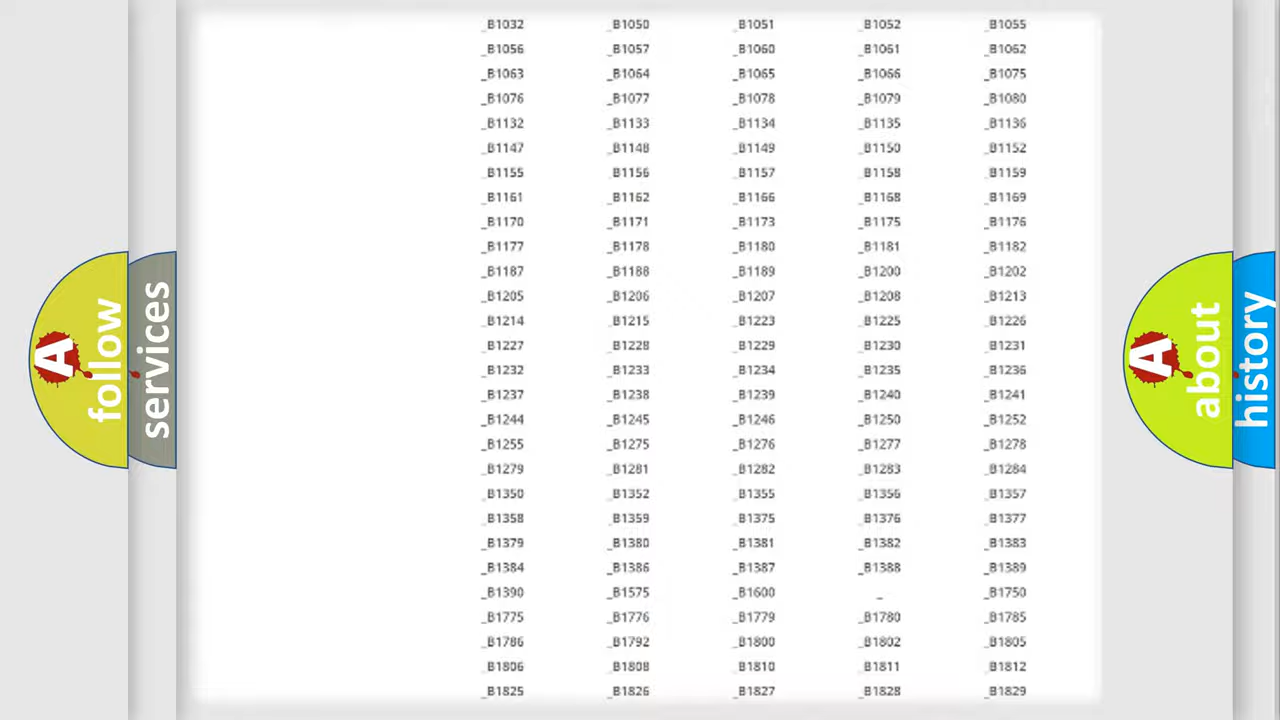 _B1032 _B1050 _B1051 _B1052 _B1055
_B1056 _B1057 _B1060 _B1061 _B1062
_B1063 _B1064 _B1065 _B1066 _B1075
_B1076 _B1077 _B1078 _B1079 _B1080
_B1132 _B1133 _B1134 _B1135 _B1136
_B1147 _B1148 _B1149 _B1150 _B1152
_B1155 _B1156 _B1157 _B1158 _B1159
_B1161 _B1162 _B1166 _B1168 _B1169
_B1170 _B1171 _B1173 _B1175 _B1176
_B1177 _B1178 _B1180 _B1181 _B1182
_B1187 _B1188 _B1189 _B1200 _B1202
_B1205 _B1206 _B1207 _B1208 _B1213
_B1214 _B1215 _B1223 _B1225 _B1226
_B1227 _B1228 _B1229 _B1230 _B1231
_B1232 _B1233 _B1234 _B1235 _B1236
_B1237 _B1238 _B1239 _B1240 _B1241
_B1244 _B1245 _B1246 _B1250 _B1252
_B1255 _B1275 _B1276 _B1277 _B1278
_B1279 _B1281 _B1282 _B1283 _B1284
_B1350 _B1352 _B1355 _B1356 _B1357
_B1358 _B1359 _B1375 _B1376 _B1377
_B1379 _B1380 _B1381 _B1382 _B1383
_B1384 _B1386 _B1387 _B1388 _B1389
_B1390 _B1575 _B1600 _ _B1750
_B1775 _B1776 _B1779 _B1780 _B1785
_B1786 _B1792 _B1800 _B1802 _B1805
_B1806 _B1808 _B1810 _B1811 _B1812
_B1825 _B1826 _B1827 _B1828 _B1829
A
follow
services
A
about
history